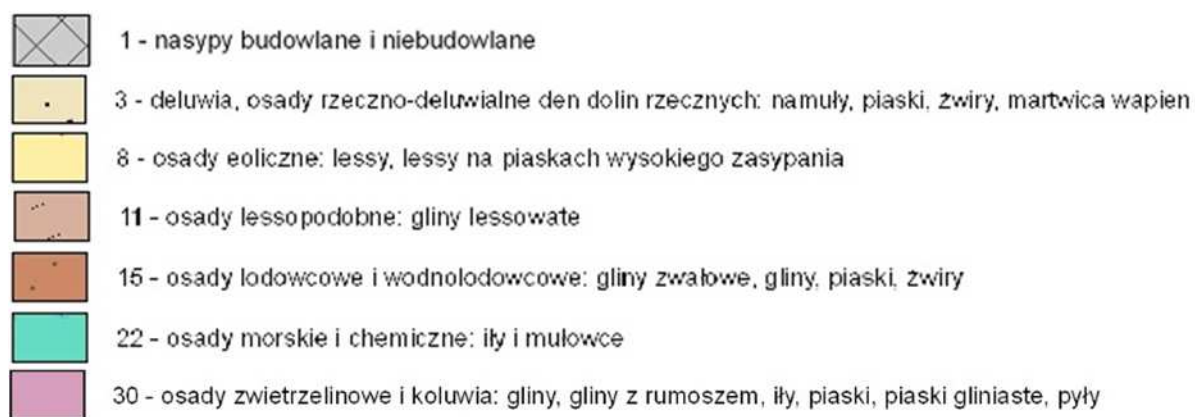 1 - nasypy budowlane i niebudowlane
3 - deluwia, osady rzeczno-deluwialne den dolin rzecznych: namuły, piaski, żwiry, martwica wapien
8 - osady eoliczne: lessy, lessy na piaskach wysokiego zasypania
11 - osady lessopodobne: gliny lessowate
15 - osady lodowcowe i wodnolodowcowe: gliny zwałowe, gliny, piaski, żwiry
22 - osady morskie i chemiczne: iły i mułowce
30 - osady zwietrzelinowe i koluwia: gliny, gliny z rumoszem, iły, piaski, piaski gliniaste, pyły